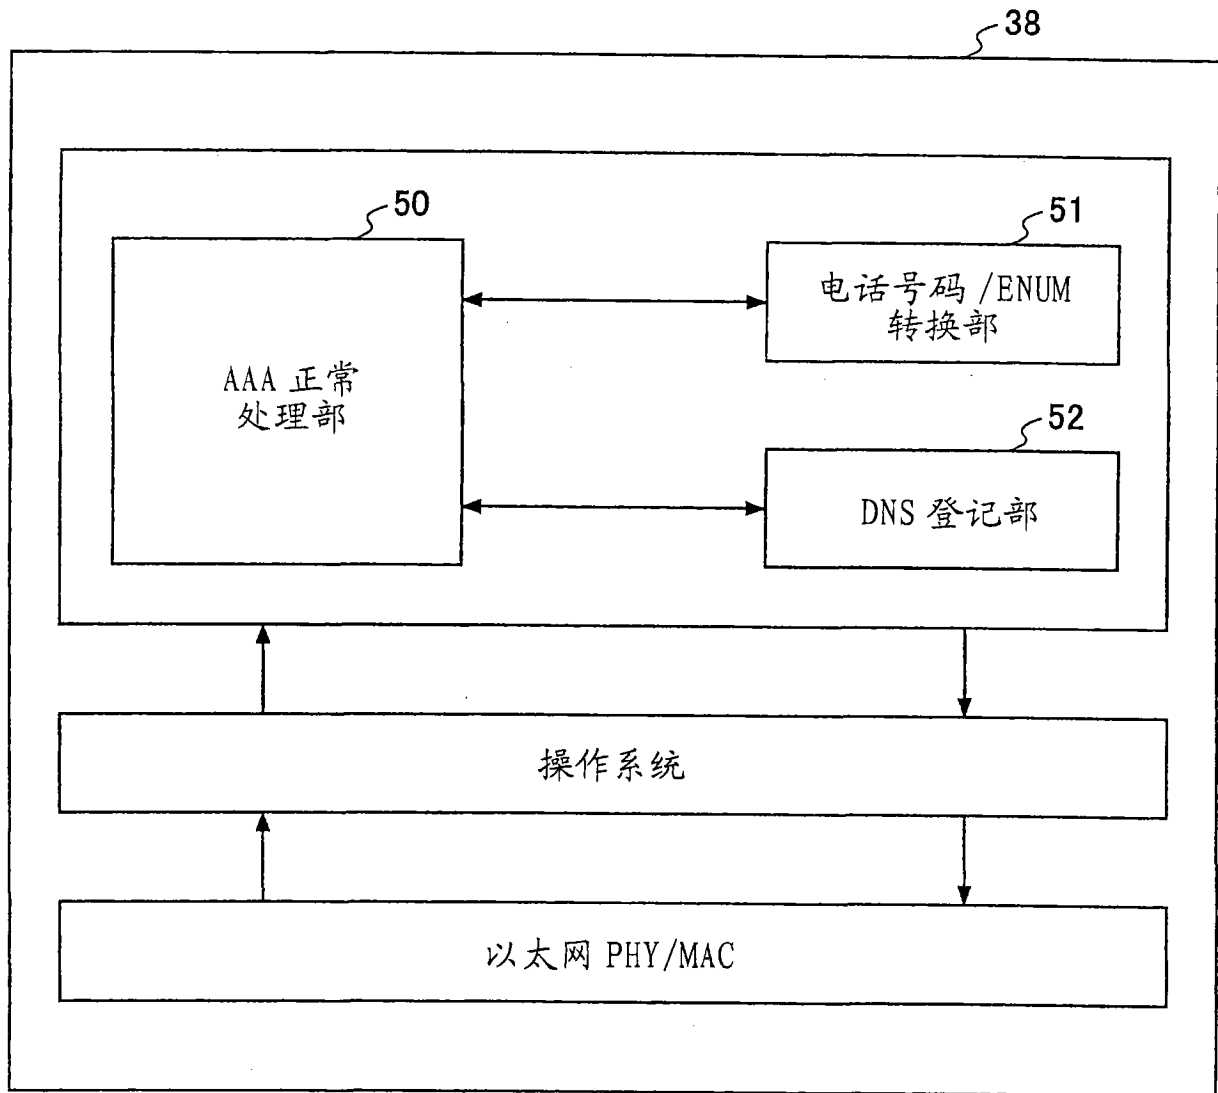 38
50
51
电话号码/ENUM
转换部
AAA 正常
处理部
52
DNS 登记部
操作系统
以太网 PHY/MAC